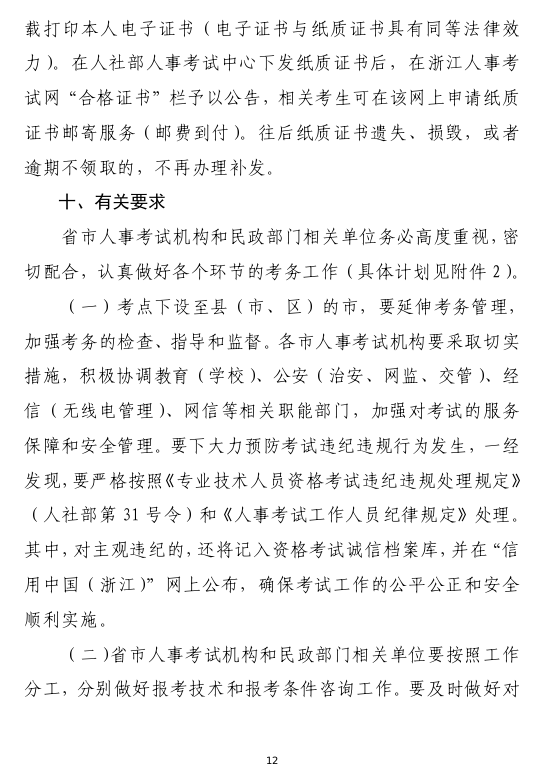 载打印本人电子证书（电子证书与纸质证书具有同等法律效
力）。在人社部人事考试中心下发纸质证书后，在浙江人事考
试网“合格证书”栏予以公告，相关考生可在该网上申请纸质
证书邮寄服务（邮费到付）。往后纸质证书遗失、损毁，或者
逾期不领取的，不再办理补发。
十、有关要求
省市人事考试机构和民政部门相关单位务必高度重视，密
切配合，认真做好各个环节的考务工作（具体计划见附件 2）。
（一）考点下设至县（市、区）的市，要延伸考务管理，
加强考务的检查、指导和监督。各市人事考试机构要采取切实
措施，积极协调教育（学校）、公安（治安、网监、交管）、经
信（无线电管理）、网信等相关职能部门，加强对考试的服务
保障和安全管理。要下大力预防考试违纪违规行为发生，一经
发现，要严格按照《专业技术人员资格考试违纪违规处理规定》
（人社部第 31 号令）和《人事考试工作人员纪律规定》处理。
其中，对主观违纪的，还将记入资格考试诚信档案库，并在“信
用中国（浙江）”网上公布，确保考试工作的公平公正和安全
顺利实施。
（二）省市人事考试机构和民政部门相关单位要按照工作
分工，分别做好报考技术和报考条件咨询工作。要及时做好对
12